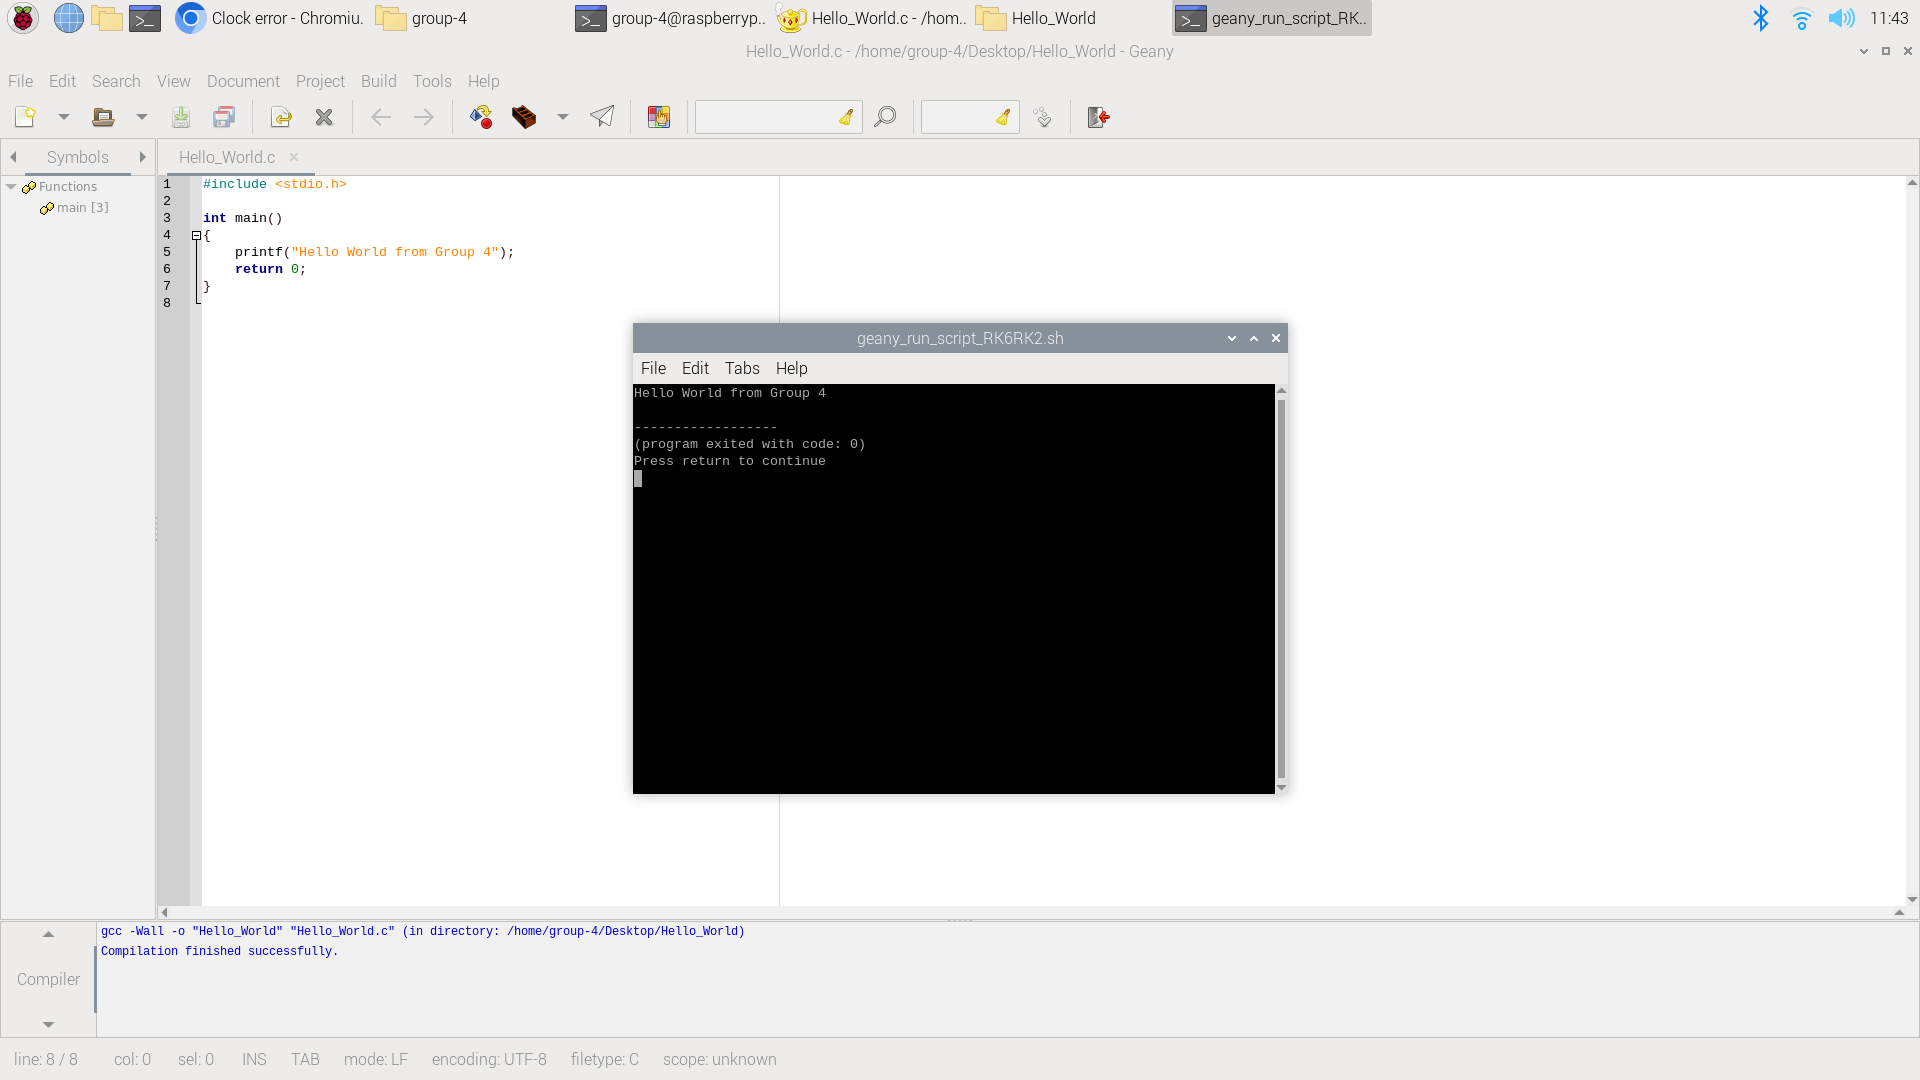 Clock error - Chromiu. group-4 group-4@raspberryp.. Hello_World.c - /hom.. Hello_World geany_run_script_RK.. 11:43
Hello_World.c - /home/group-4/Desktop/Hello_World - Geany
File Edit Search View Document Project Build Tools Help
Symbols Hello_World.c
Functions
main [3]
1 #include <stdio.h>
2
3 int main()
4 {
5 printf("Hello World from Group 4");
6 return 0;
7 }
8
geany_run_script_RK6RK2.sh
File Edit Tabs Help
Hello World from Group 4
------------------
(program exited with code: 0)
Press return to continue
gcc -Wall -o "Hello_World" "Hello_World.c" (in directory: /home/group-4/Desktop/Hello_World)
Compilation finished successfully.
Compiler
line: 8 / 8 col: 0 sel: 0 INS TAB mode: LF encoding: UTF-8 filetype: C scope: unknown